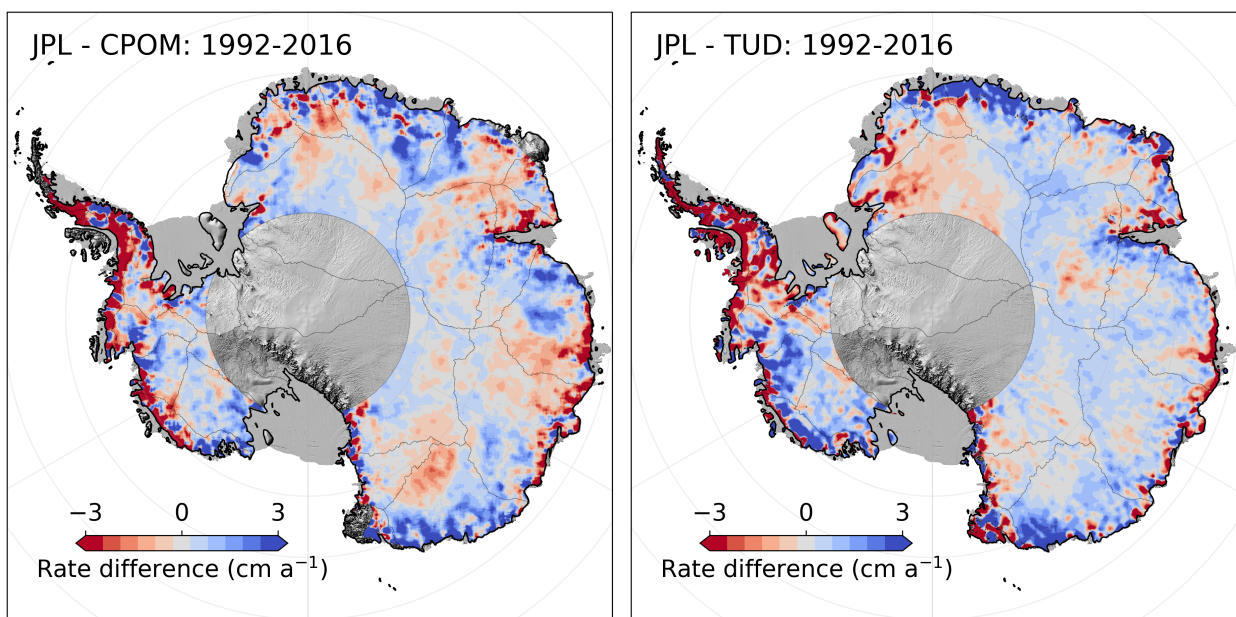 JPL - CPOM: 1992-2016
−3 0 3
Rate difference (cm a⁻¹)
JPL - TUD: 1992-2016
−3 0 3
Rate difference (cm a⁻¹)